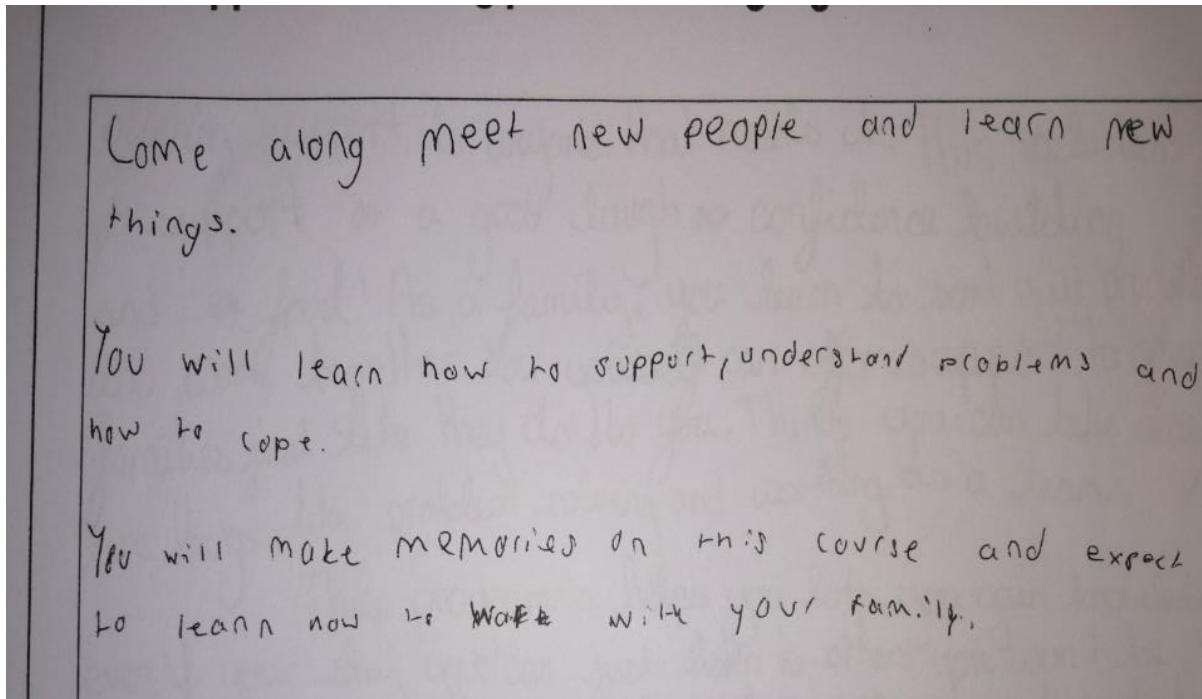 Come along meet new people and learn new
things.
You will learn how to support, understand problems and
how to cope.
You will make memories on this course and expect
to learn how to work with your family.